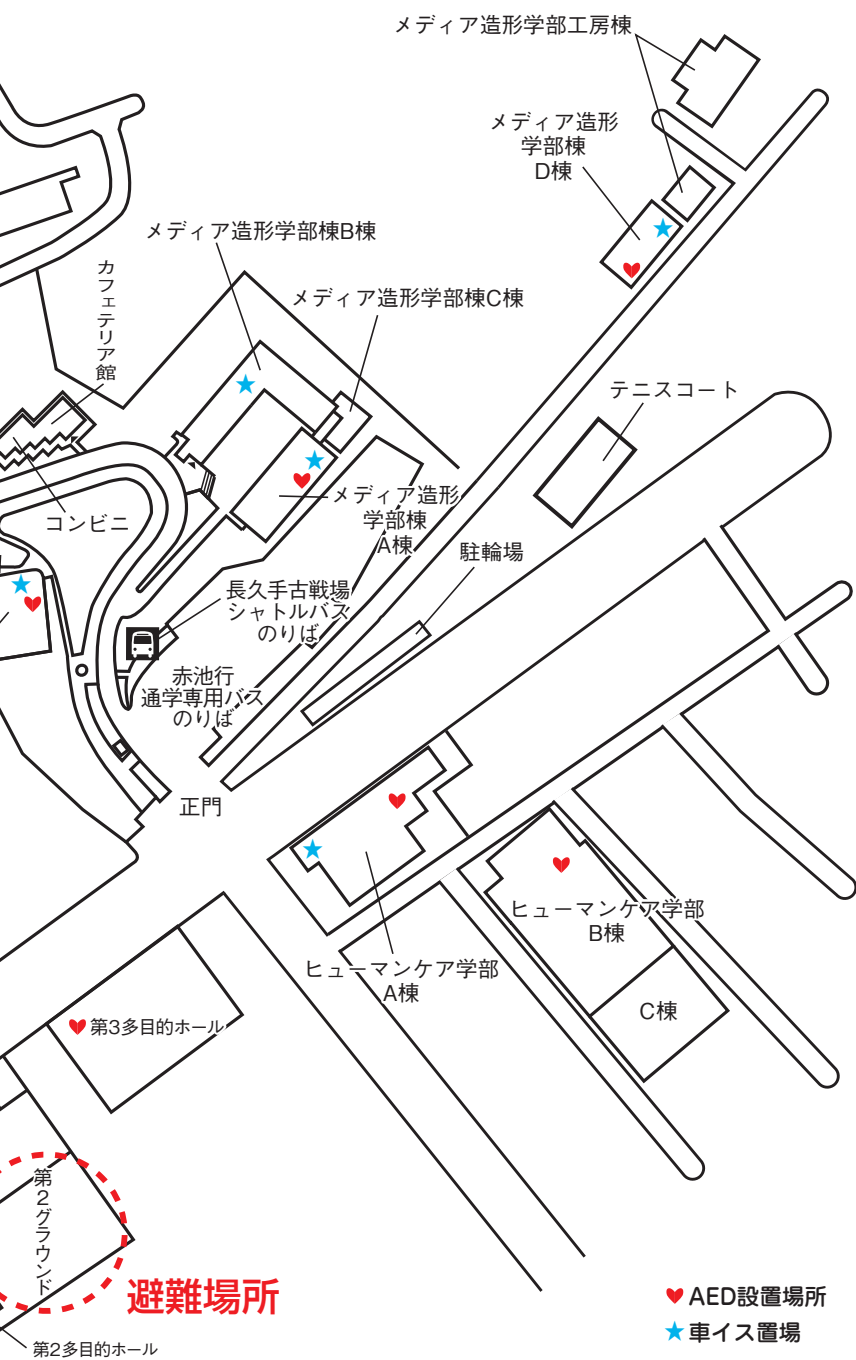 メディア造形学部工房棟
メディア造形
学部棟
D棟
メディア造形学部棟B棟
カフェテリア館
メディア造形学部棟C棟
テニスコート
メディア造形
学部棟
A棟
コンビニ
駐輪場
長久手古戦場
シャトルバス
のりば
赤池行
通学専用バス
のりば
正門
ヒューマンケア学部
B棟
ヒューマンケア学部
A棟
C棟
第3多目的ホール
第2グラウンド
避難場所
AED設置場所
車イス置場
第2多目的ホール